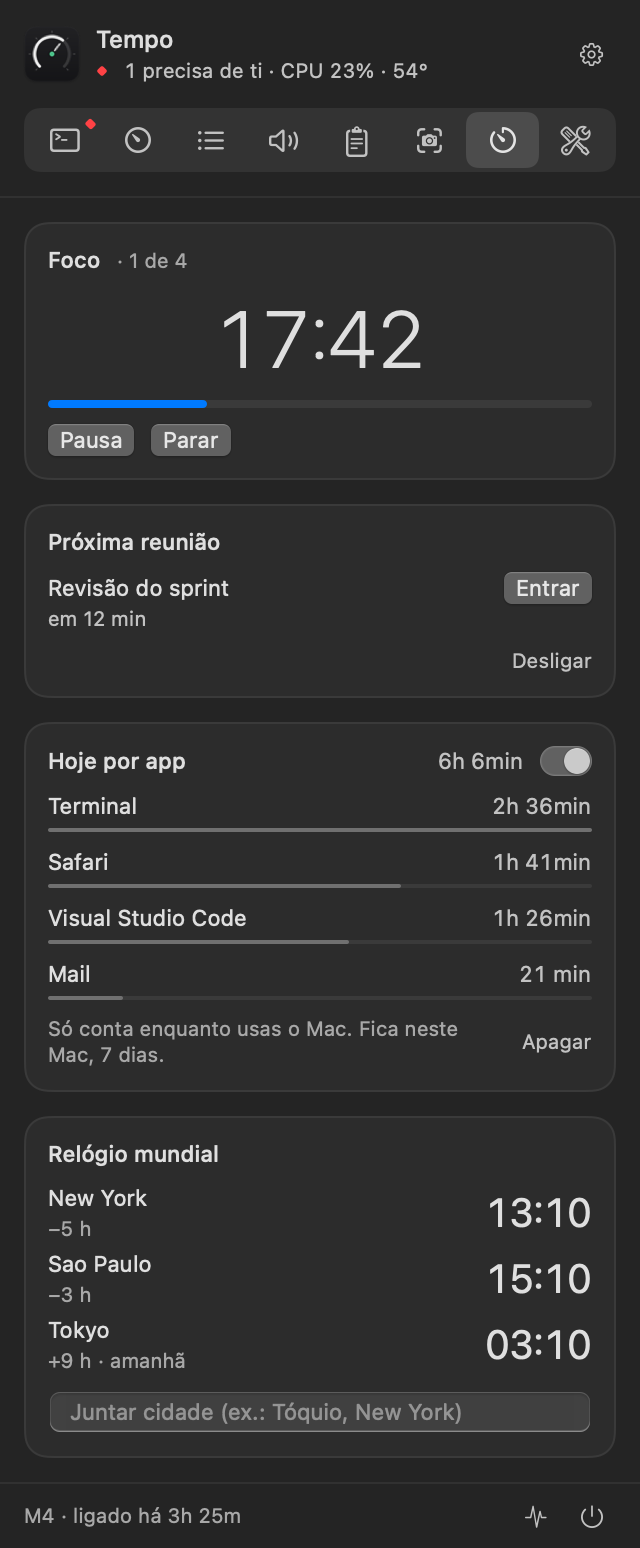 Tempo
1 precisa de ti · CPU 23% · 54°
Foco · 1 de 4
17:42
Pausa Parar
Próxima reunião
Revisão do sprint Entrar
em 12 min
Desligar
Hoje por app 6h 6min
Terminal 2h 36min
Safari 1h 41min
Visual Studio Code 1h 26min
Mail 21 min
Só conta enquanto usas o Mac. Fica neste
Mac, 7 dias. Apagar
Relógio mundial
New York 13:10
−5 h
Sao Paulo 15:10
−3 h
Tokyo 03:10
+9 h · amanhã
Juntar cidade (ex.: Tóquio, New York)
M4 · ligado há 3h 25m